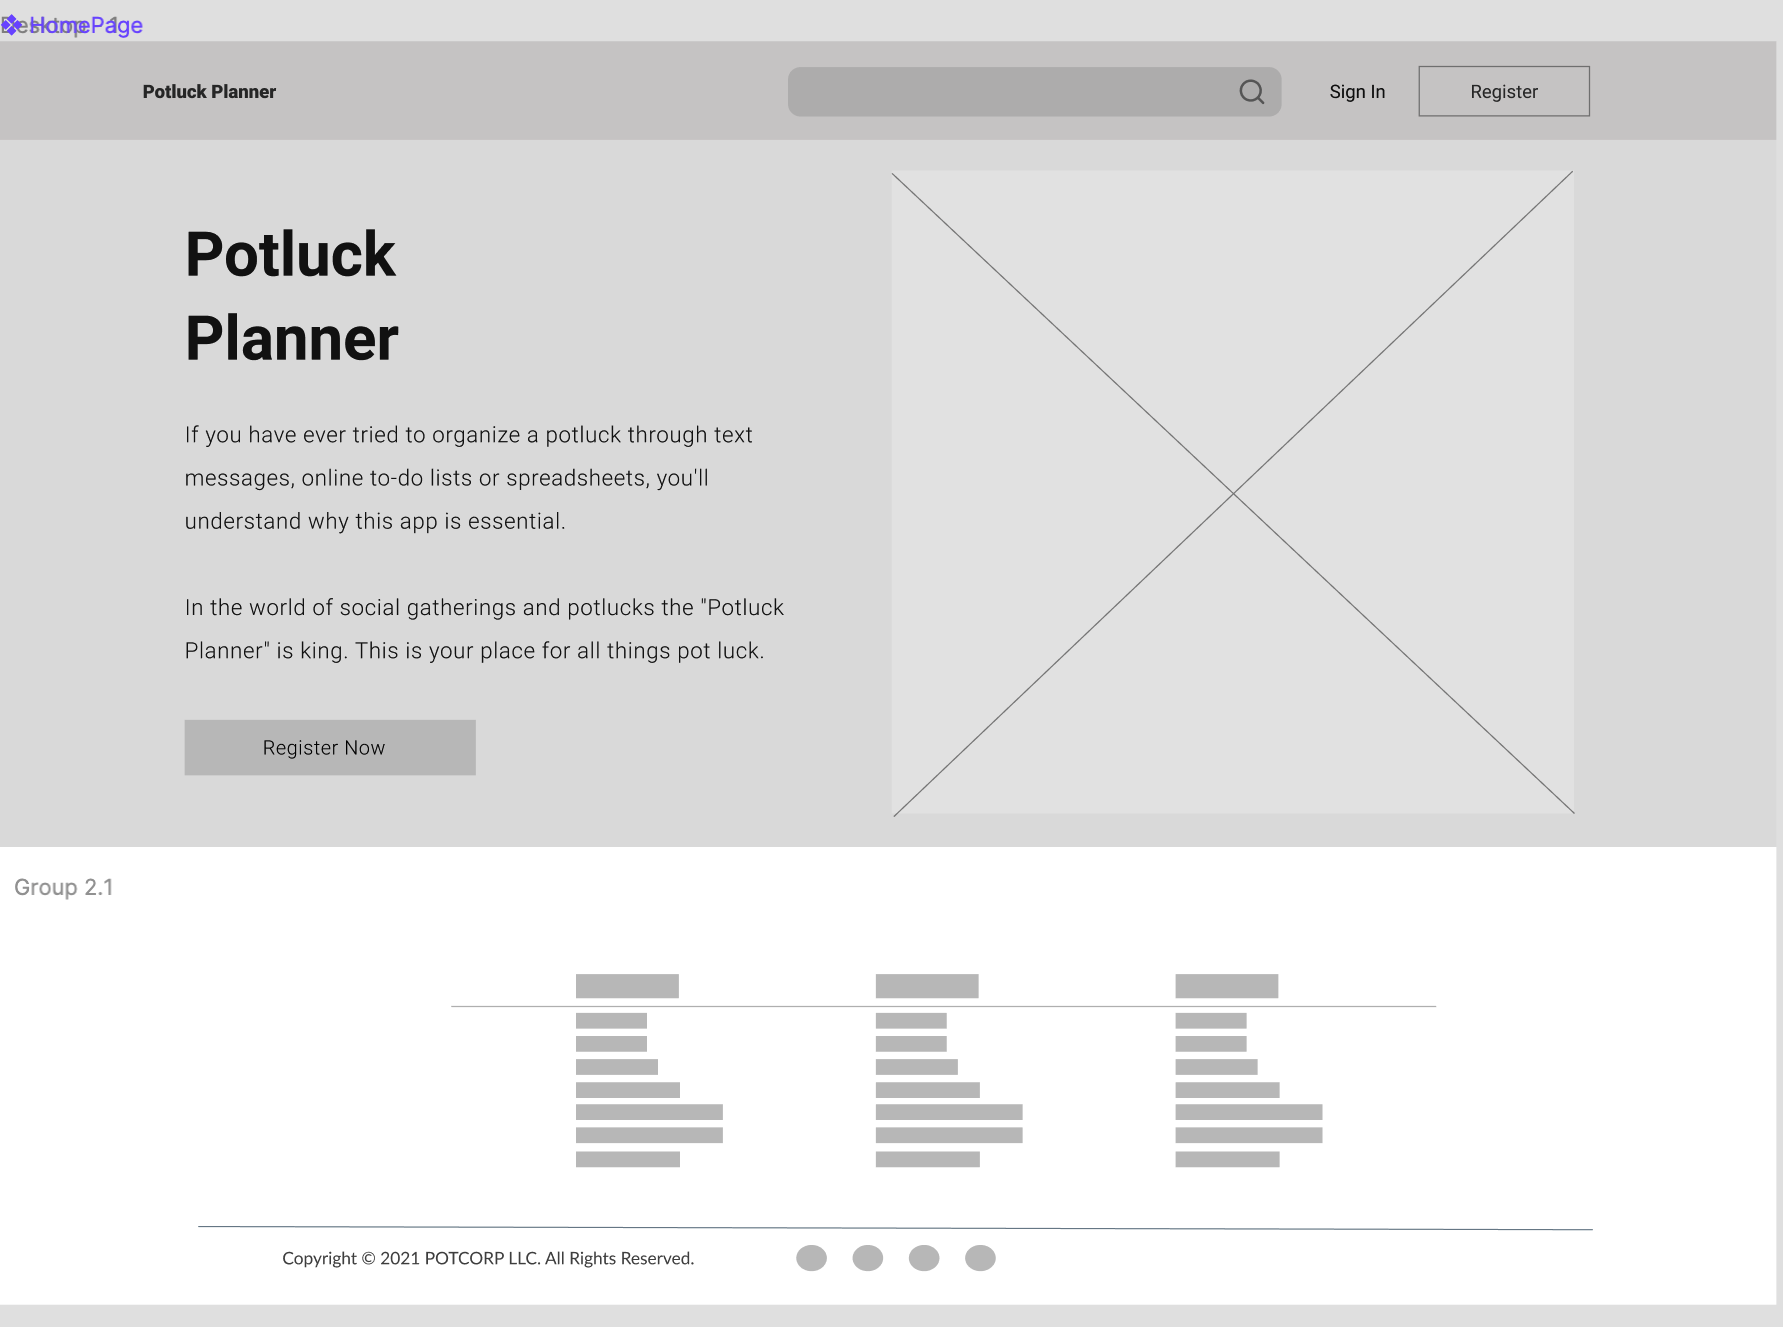 Desktop - 1
HomePage
Potluck Planner
Sign In
Register
Potluck
Planner
If you have ever tried to organize a potluck through text
messages, online to-do lists or spreadsheets, you'll
understand why this app is essential.
In the world of social gatherings and potlucks the "Potluck
Planner" is king. This is your place for all things pot luck.
Register Now
Group 2.1
Copyright © 2021 POTCORP LLC. All Rights Reserved.